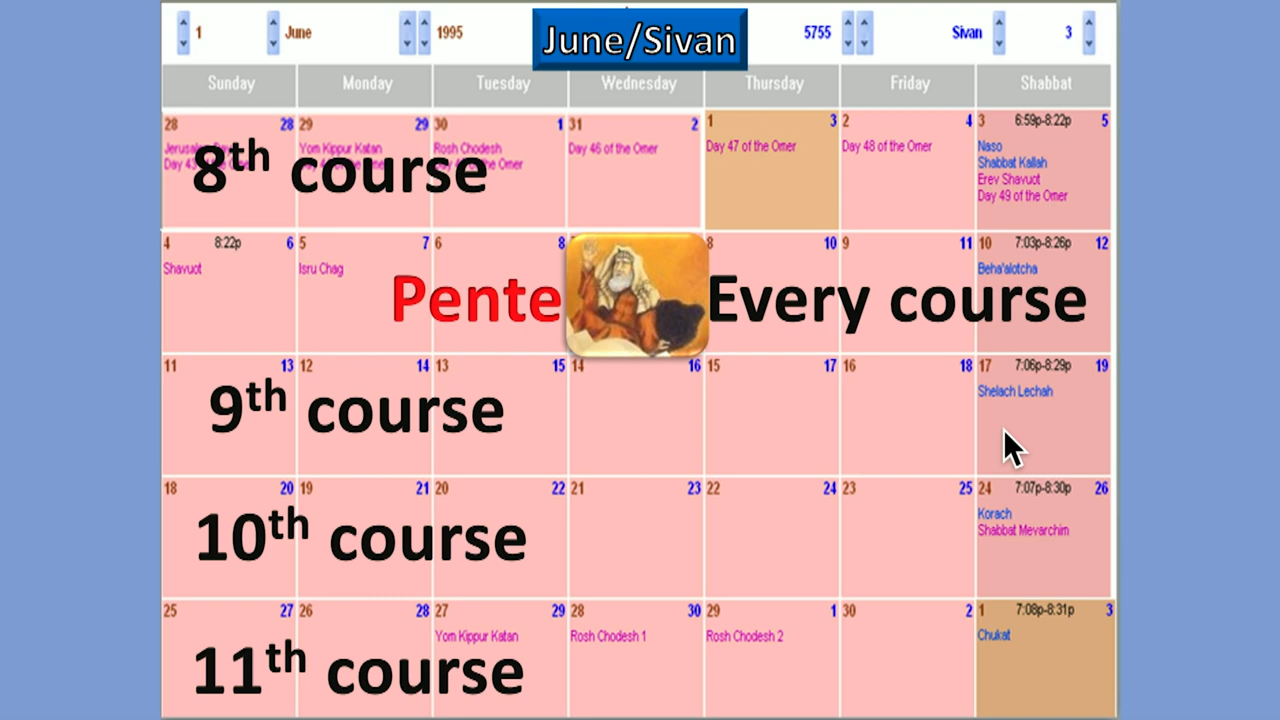 1 June 1995 June/Sivan 5755 Sivan 3
Sunday Monday Tuesday Wednesday Thursday Friday Shabbat
28 28 29 29 30 1 31 2 1 3 2 4 3 6:59p-8:22p 5
Yom Kippur Katan Rosh Chodesh Day 46 of the Omer Day 47 of the Omer Day 48 of the Omer Naso
Shabbat Kallah
Erev Shavuot
Day 49 of the Omer
8th course
4 8:22p 6 5 7 6 8 8 10 9 11 10 7:03p-8:26p 12
Shavuot Isru Chag Beha'alotcha
Pente Every course
11 13 12 14 13 15 14 16 15 17 16 18 17 7:06p-8:29p 19
Shelach Lechah
9th course
18 20 19 21 20 22 21 23 22 24 23 25 24 7:07p-8:30p 26
Korach
Shabbat Mevarchim
10th course
25 27 26 28 27 29 28 30 29 1 30 2 1 7:08p-8:31p 3
Yom Kippur Katan Rosh Chodesh 1 Rosh Chodesh 2 Chukat
11th course